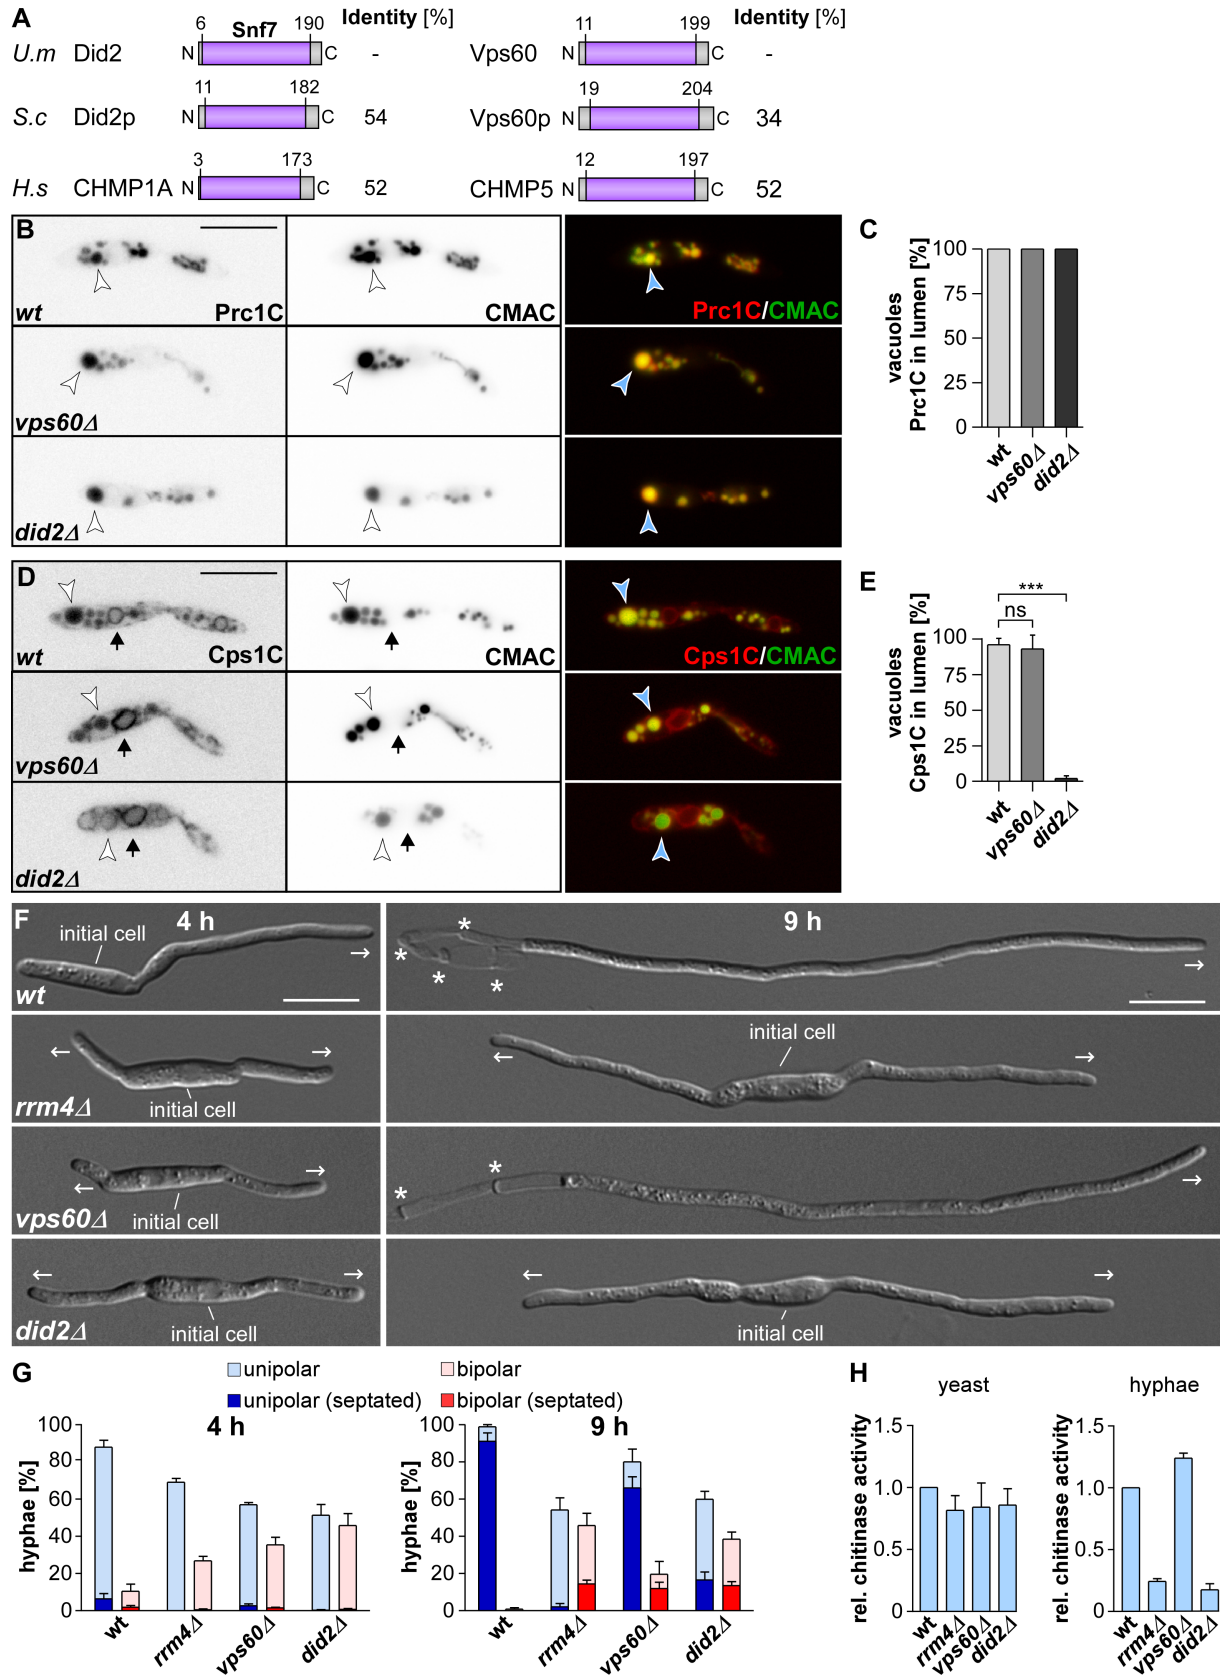 A
6 Snf7 190 Identity [%] 11 199 Identity [%]
U.m Did2 N C - Vps60 N C -
11 182 19 204
S.c Did2p N C 54 Vps60p N C 34
3 173 12 197
H.s CHMP1A N C 52 CHMP5 N C 52
B
wt Prc1C CMAC Prc1C/CMAC
vps60Δ
did2Δ
C
vacuoles
Prc1C in lumen [%]
100
75
50
25
0
wt vps60Δ did2Δ
D
wt Cps1C CMAC Cps1C/CMAC
vps60Δ
did2Δ
E
vacuoles
Cps1C in lumen [%]
***
ns
100
75
50
25
0
wt vps60Δ did2Δ
F 4 h 9 h
initial cell
* * * *
→ →
wt
initial cell
← → ← →
initial cell
rrm4Δ
* *
← → →
initial cell
vps60Δ
← → ← →
initial cell initial cell
did2Δ
G
unipolar bipolar
unipolar (septated) bipolar (septated)
4 h
hyphae [%]
100
80
60
40
20
0
wt rrm4Δ vps60Δ did2Δ
9 h
hyphae [%]
100
80
60
40
20
0
wt rrm4Δ vps60Δ did2Δ
H
yeast
rel. chitinase activity
1.5
1.0
0.5
0
wt rrm4Δ vps60Δ did2Δ
hyphae
rel. chitinase activity
1.5
1.0
0.5
0
wt rrm4Δ vps60Δ did2Δ